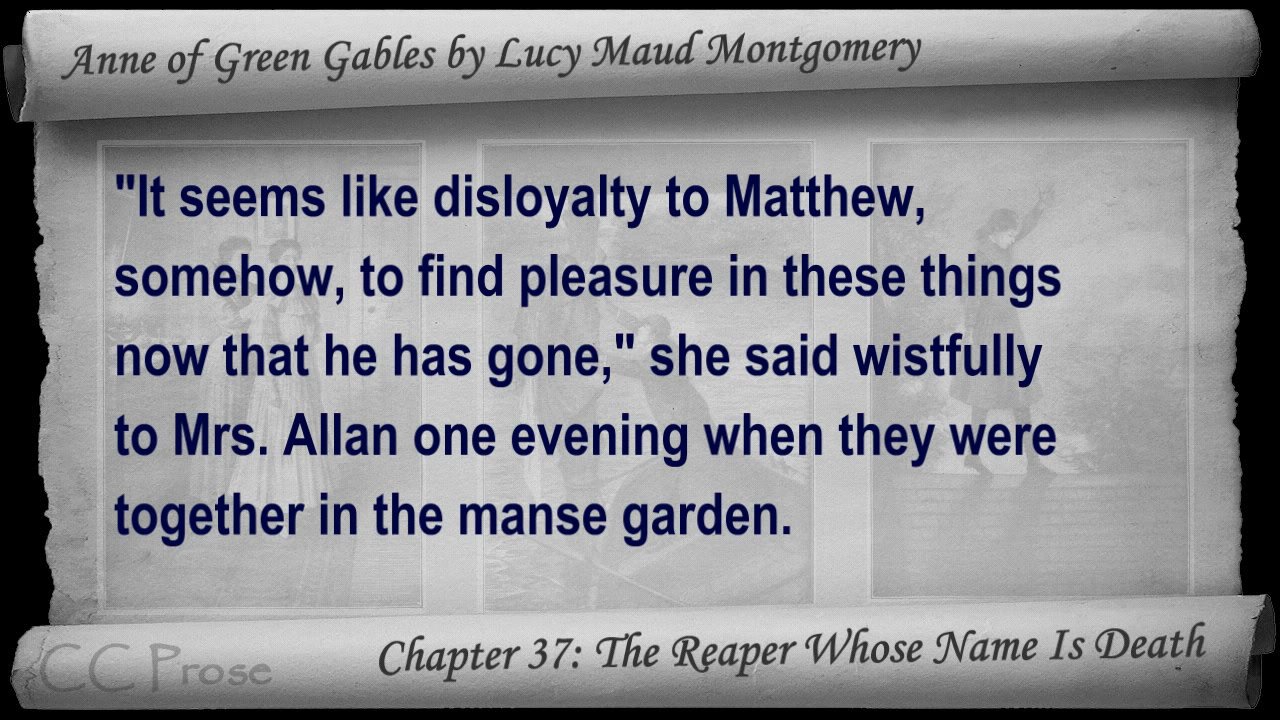 Anne of Green Gables by Lucy Maud Montgomery
"It seems like disloyalty to Matthew,
somehow, to find pleasure in these things
now that he has gone," she said wistfully
to Mrs. Allan one evening when they were
together in the manse garden.
CC Prose
Chapter 37: The Reaper Whose Name Is Death